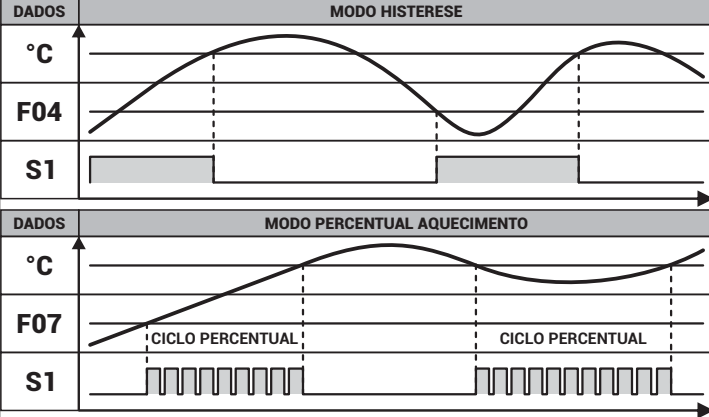 DADOS MODO HISTERESE
°C
F04
S1
DADOS MODO PERCENTUAL AQUECIMENTO
°C
F07
CICLO PERCENTUAL CICLO PERCENTUAL
S1